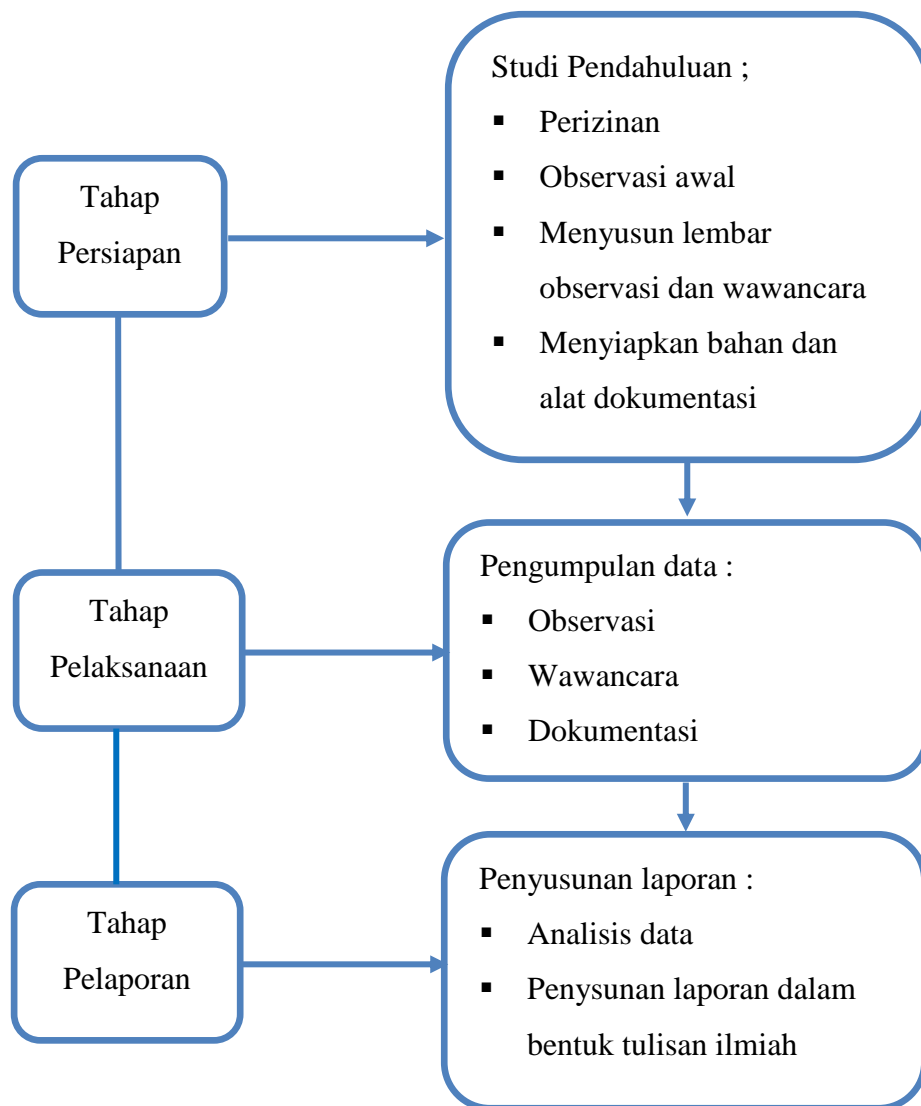 Tahap
Persiapan
Studi Pendahuluan ;
▪ Perizinan
▪ Observasi awal
▪ Menyusun lembar
observasi dan wawancara
▪ Menyiapkan bahan dan
alat dokumentasi
Tahap
Pelaksanaan
Pengumpulan data :
▪ Observasi
▪ Wawancara
▪ Dokumentasi
Tahap
Pelaporan
Penyusunan laporan :
▪ Analisis data
▪ Penysunan laporan dalam
bentuk tulisan ilmiah